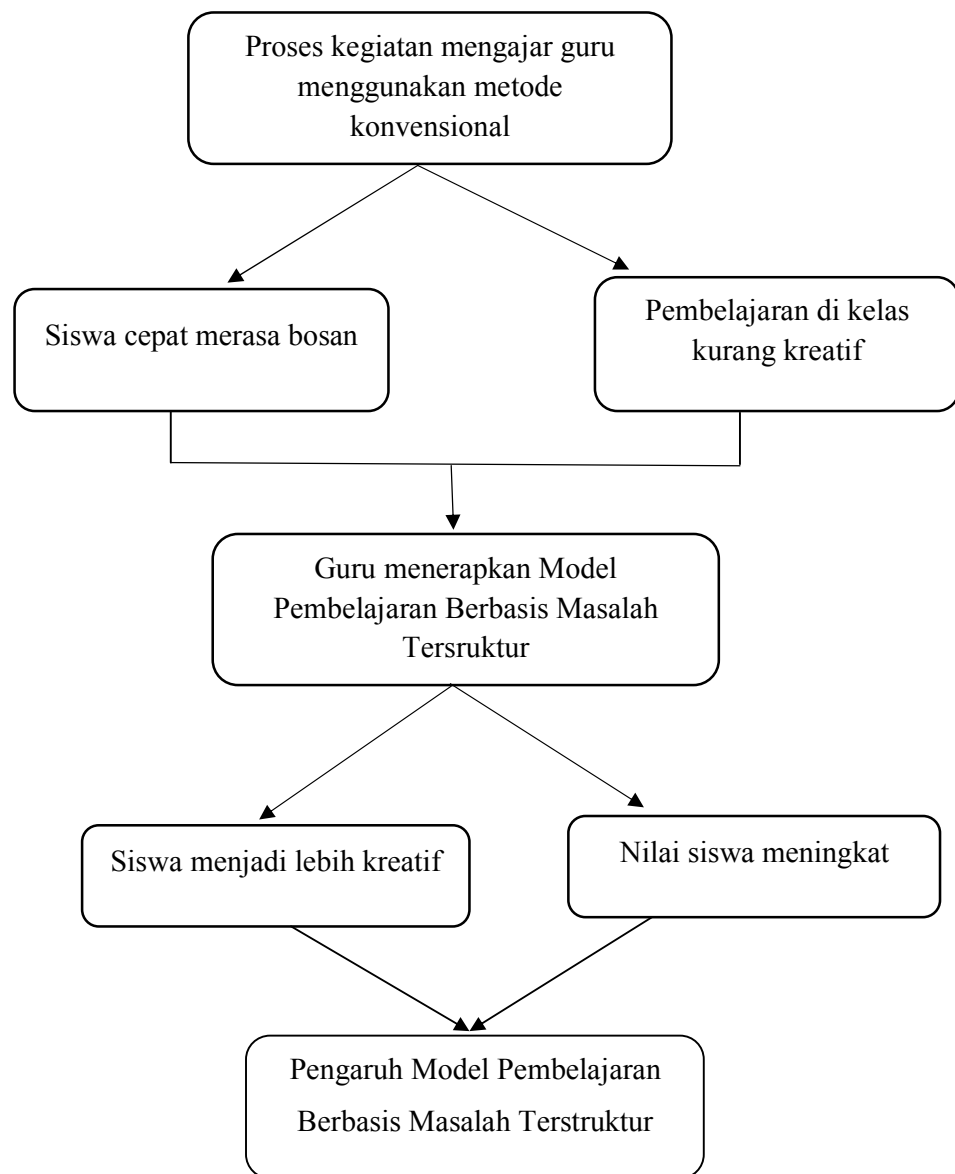 Proses kegiatan mengajar guru
menggunakan metode
konvensional
Siswa cepat merasa bosan
Pembelajaran di kelas
kurang kreatif
Guru menerapkan Model
Pembelajaran Berbasis Masalah
Tersruktur
Siswa menjadi lebih kreatif
Nilai siswa meningkat
Pengaruh Model Pembelajaran
Berbasis Masalah Terstruktur